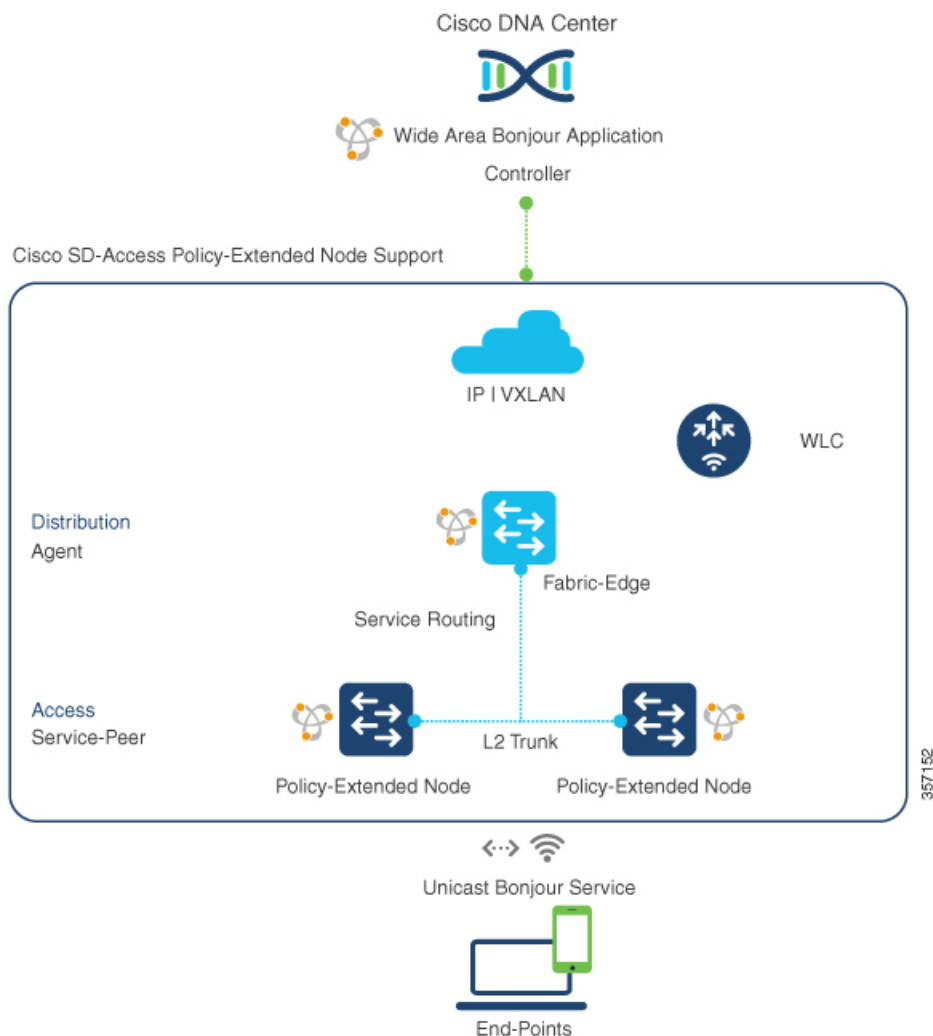 Cisco DNA Center
Wide Area Bonjour Application
Controller
Cisco SD-Access Policy-Extended Node Support
IP | VXLAN
WLC
Distribution
Agent
Fabric-Edge
Service Routing
Access
Service-Peer
L2 Trunk
Policy-Extended Node
Policy-Extended Node
357152
Unicast Bonjour Service
End-Points